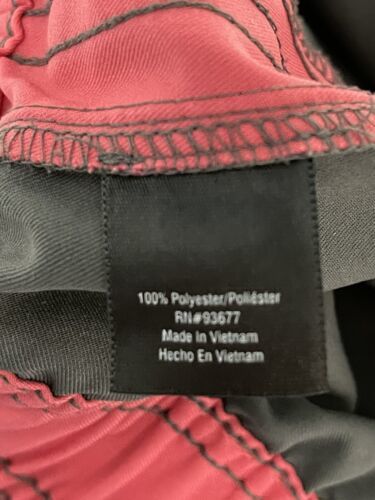 100% Polyester/Poliéster
RN#93677
Made In Vietnam
Hecho En Vietnam